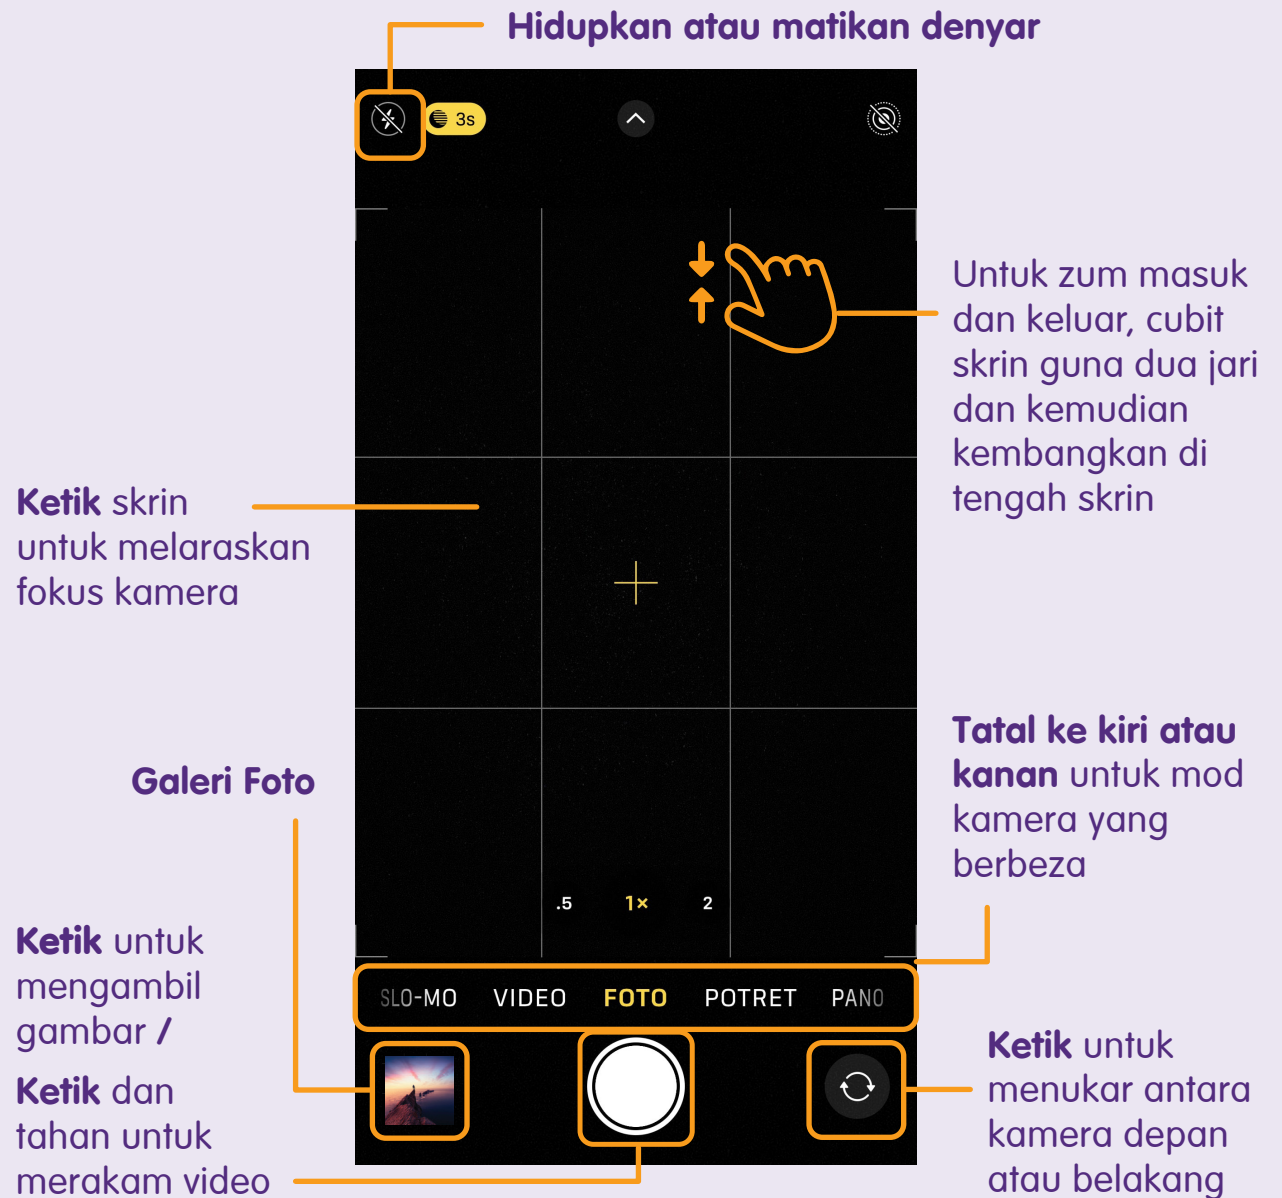 Hidupkan atau matikan denyar
3s
Untuk zum masuk
dan keluar, cubit
skrin guna dua jari
dan kemudian
kembangkan di
tengah skrin
Ketik skrin
untuk melaraskan
fokus kamera
Tatal ke kiri atau
kanan untuk mod
kamera yang
berbeza
Galeri Foto
.5 1× 2
Ketik untuk
mengambil
gambar /
Ketik dan
tahan untuk
merakam video
SLO-MO VIDEO FOTO POTRET PANO
Ketik untuk
menukar antara
kamera depan
atau belakang